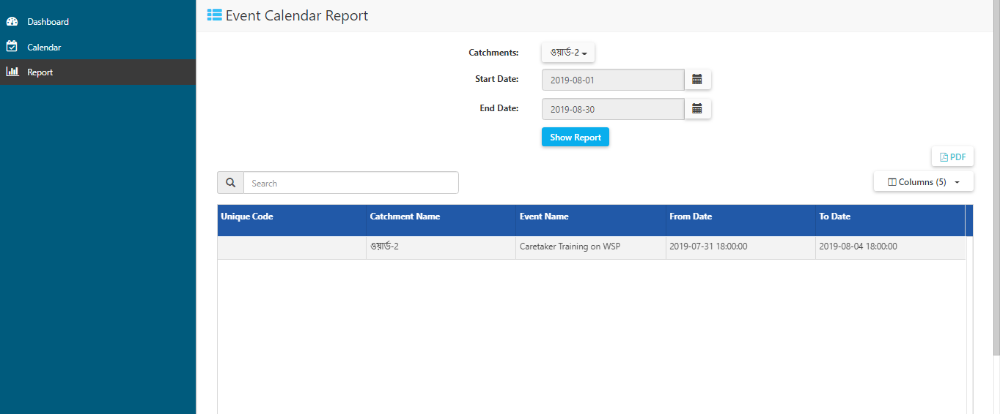 Dashboard
Calendar
Report
Event Calendar Report
Catchments: ওয়ার্ড-2
Start Date: 2019-08-01
End Date: 2019-08-30
Show Report
PDF
Search
Columns (5)
Unique Code Catchment Name Event Name From Date To Date
ওয়ার্ড-2 Caretaker Training on WSP 2019-07-31 18:00:00 2019-08-04 18:00:00